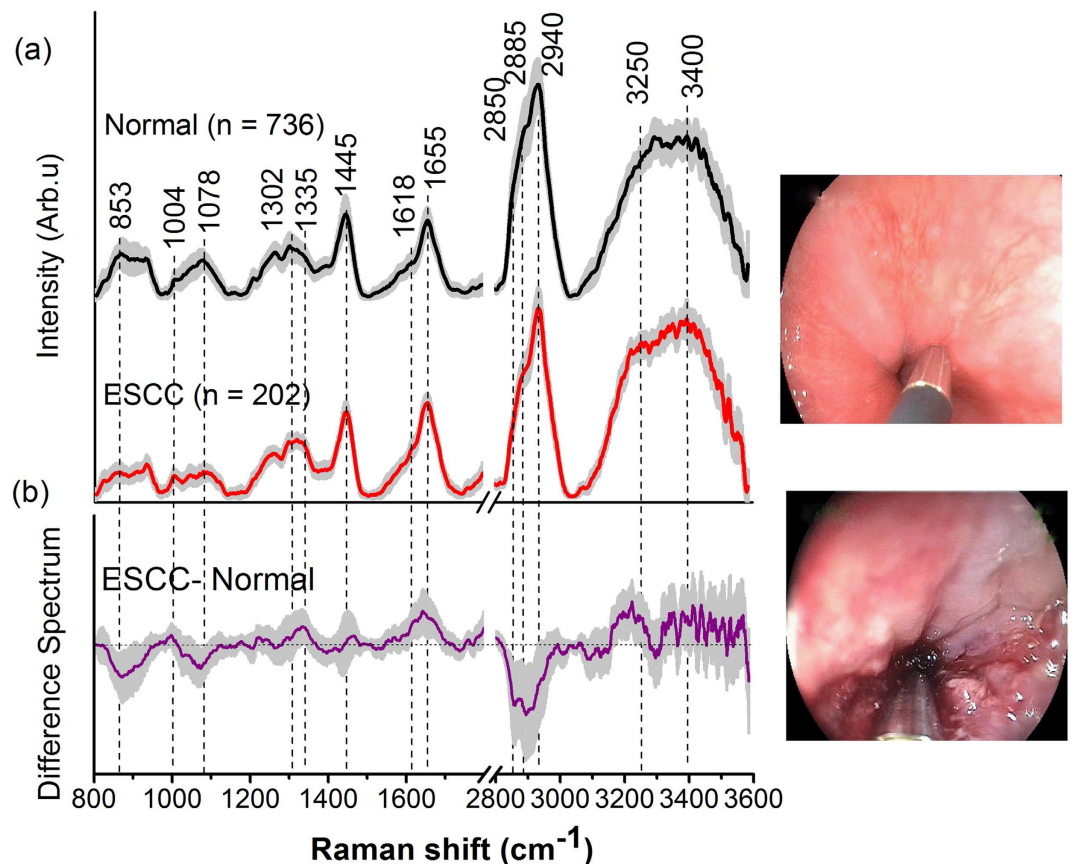 (a)
Normal (n = 736)
853
1004
1078
1302
1335
1445
1618
1655
2850
2885
2940
3250
3400
Intensity (Arb.u)
ESCC (n = 202)
(b)
ESCC- Normal
Difference Spectrum
800 1000 1200 1400 1600 2800 3000 3200 3400 3600
Raman shift (cm⁻¹)